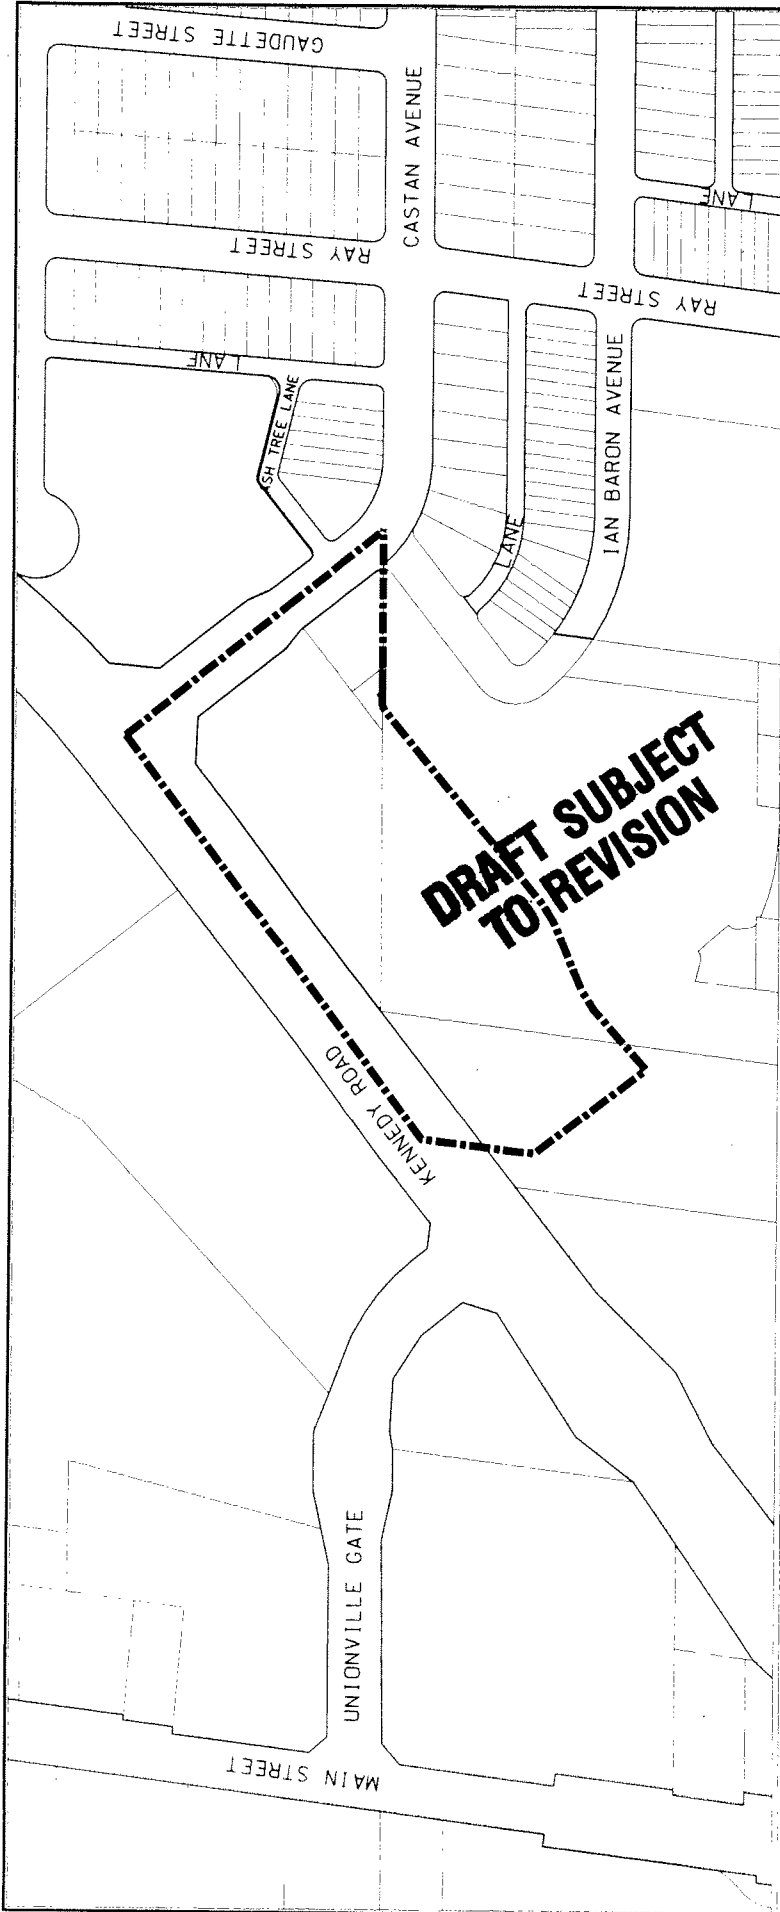 GAUDETTE STREET
CASTAN AVENUE
LANE
RAY STREET
RAY STREET
LANE
SH TREE LANE
IAN BARON AVENUE
LANE
DRAFT SUBJECT
TO REVISION
KENNEDY ROAD
UNIONVILLE GATE
MAIN STREET